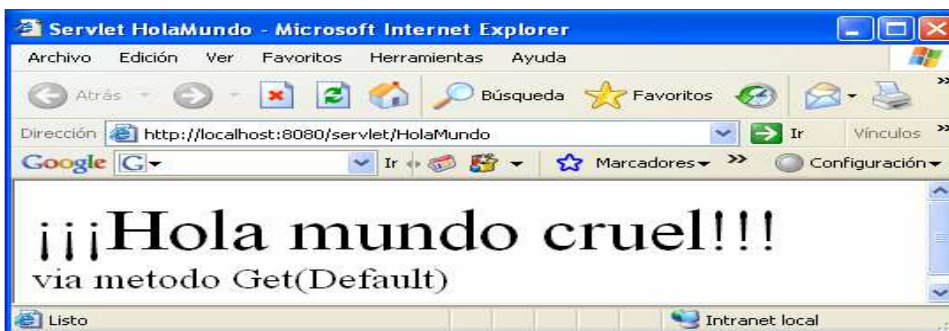 Servlet HolaMundo - Microsoft Internet Explorer
Archivo Edición Ver Favoritos Herramientas Ayuda
Atrás Búsqueda Favoritos
Dirección http://localhost:8080/servlet/HolaMundo Ir Vínculos
Google G Ir Marcadores Configuración
¡¡¡Hola mundo cruel!!!
via metodo Get(Default)
Listo Intranet local